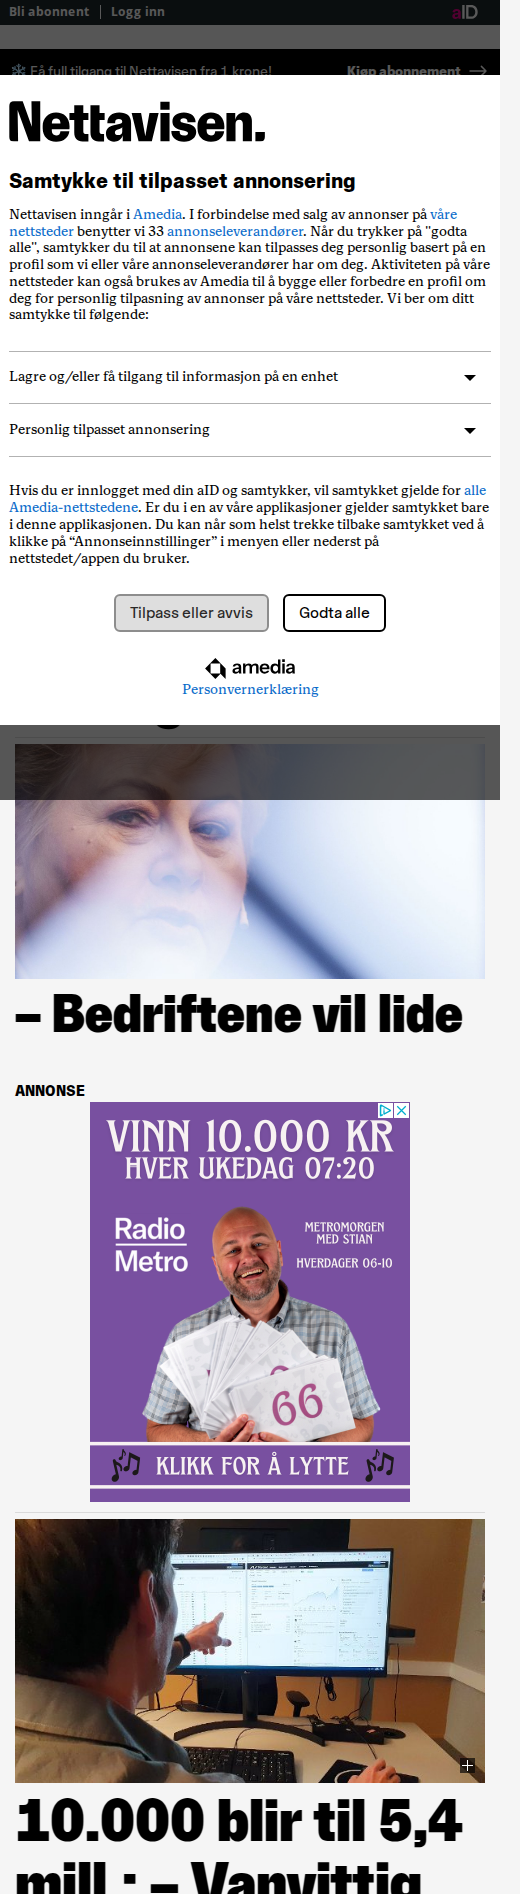 Bli abonnent | Logg inn
aID
Få full tilgang til Nettavisen fra 1 krone!
Kjøp abonnement
Nettavisen.
Samtykke til tilpasset annonsering
Nettavisen inngår i Amedia. I forbindelse med salg av annonser på våre
nettsteder benytter vi 33 annonseleverandører. Når du trykker på "godta
alle", samtykker du til at annonsene kan tilpasses deg personlig basert på en
profil som vi eller våre annonseleverandører har om deg. Aktiviteten på våre
nettsteder kan også brukes av Amedia til å bygge eller forbedre en profil om
deg for personlig tilpasning av annonser på våre nettsteder. Vi ber om ditt
samtykke til følgende:
Lagre og/eller få tilgang til informasjon på en enhet
Personlig tilpasset annonsering
Hvis du er innlogget med din aID og samtykker, vil samtykket gjelde for alle
Amedia-nettstedene. Er du i en av våre applikasjoner gjelder samtykket bare
i denne applikasjonen. Du kan når som helst trekke tilbake samtykket ved å
klikke på “Annonseinnstillinger” i menyen eller nederst på
nettstedet/appen du bruker.
Tilpass eller avvis
Godta alle
amedia
Personvernerklæring
– Bedriftene vil lide
ANNONSE
VINN 10.000 KR
HVER UKEDAG 07:20
Radio
Metro
METROMORGEN
MED STIAN
HVERDAGER 06-10
66
KLIKK FOR Å LYTTE
10.000 blir til 5,4
mill.: – Vanvittig